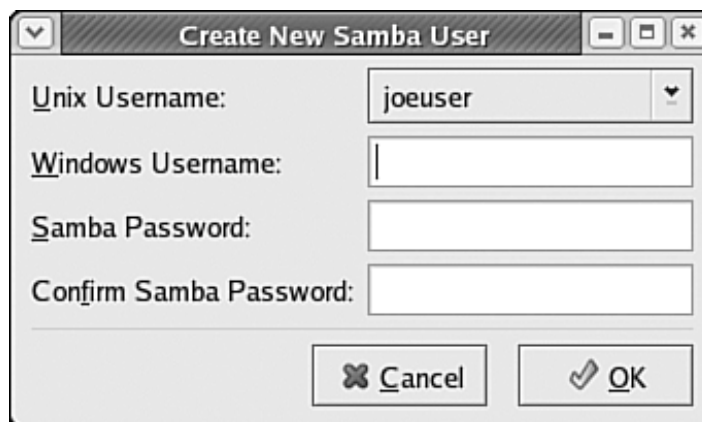 Create New Samba User
Unix Username: joeuser
Windows Username:
Samba Password:
Confirm Samba Password:
Cancel OK